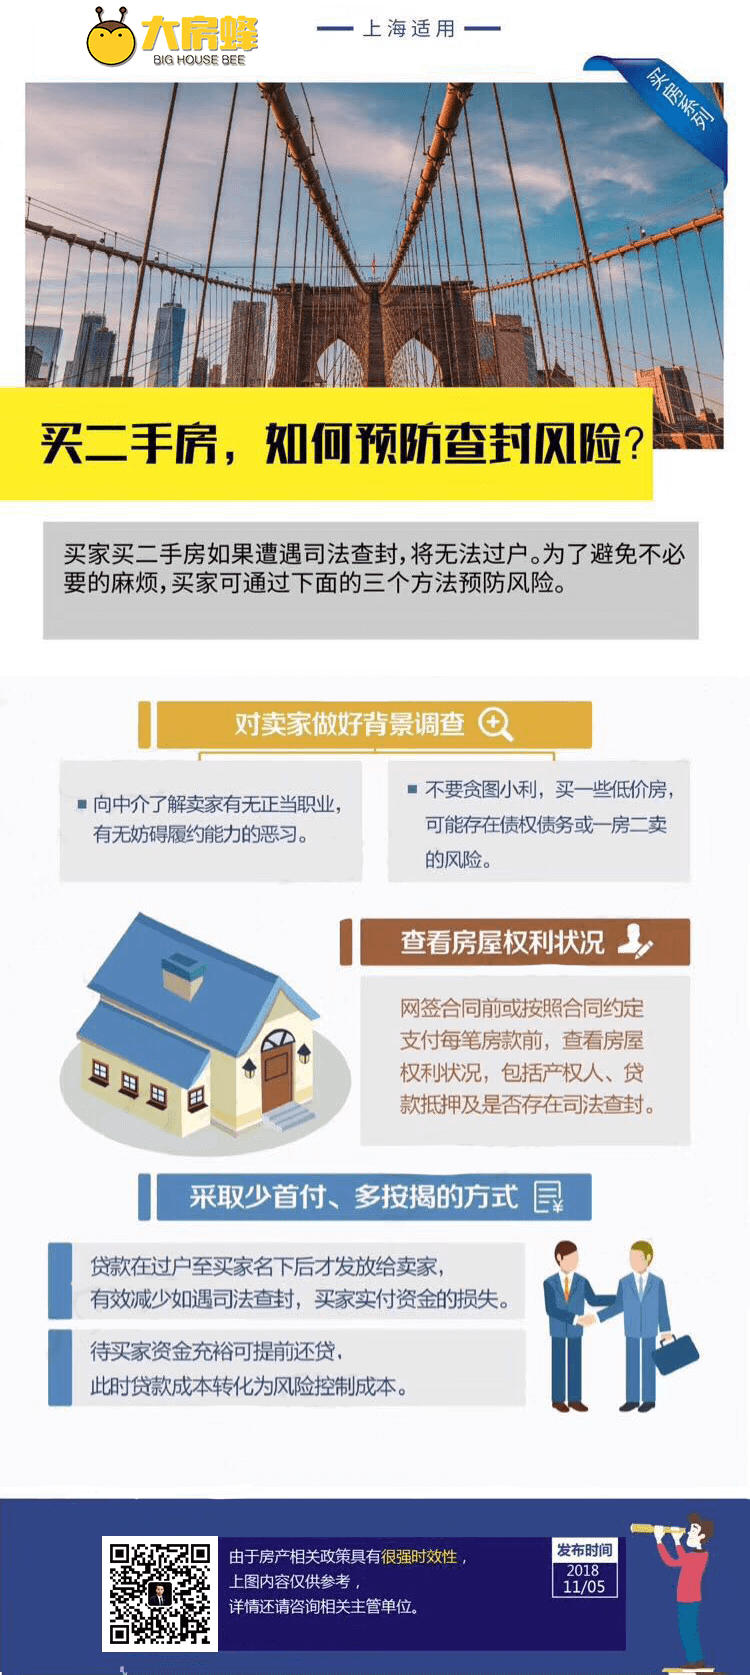 大房蜂
BIG HOUSE BEE
上海适用
买房系列
买二手房，如何预防查封风险?
买家买二手房如果遭遇司法查封,将无法过户。为了避免不必
要的麻烦,买家可通过下面的三个方法预防风险。
对卖家做好背景调查
向中介了解卖家有无正当职业，
有无妨碍履约能力的恶习。
不要贪图小利，买一些低价房，
可能存在债权债务或一房二卖
的风险。
查看房屋权利状况
网签合同前或按照合同约定
支付每笔房款前，查看房屋
权利状况，包括产权人、贷
款抵押及是否存在司法查封。
采取少首付、多按揭的方式
贷款在过户至买家名下后才发放给卖家，
有效减少如遇司法查封，买家实付资金的损失。
待买家资金充裕可提前还贷，
此时贷款成本转化为风险控制成本。
由于房产相关政策具有很强时效性，
上图内容仅供参考，
详情还请咨询相关主管单位。
发布时间
2018
11/05